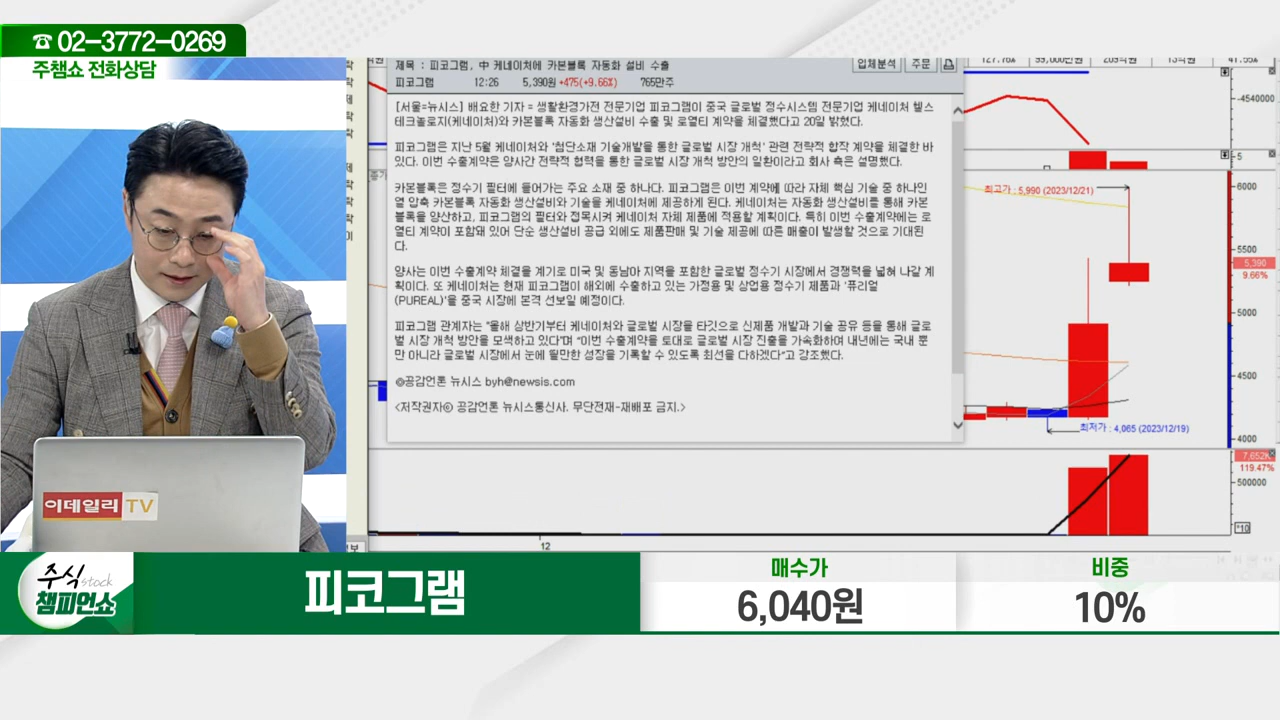 ☎ 02-3772-0269
주챔쇼 전화상담
제목 : 피코그램, 中 케네이처에 카본블록 자동화 설비 수출
입체분석 주문
피코그램 12:26 5,390원 +475(+9.66%) 765만주
[서울=뉴시스] 배요한 기자 = 생활환경가전 전문기업 피코그램이 중국 글로벌 정수시스템 전문기업 케네이처 헬스
테크놀로지(케네이처)와 카본블록 자동화 생산설비 수출 및 로열티 계약을 체결했다고 20일 밝혔다.
피코그램은 지난 5월 케네이처와 '첨단소재 기술개발을 통한 글로벌 시장 개척' 관련 전략적 합작 계약을 체결한 바
있다. 이번 수출계약은 양사간 전략적 협력을 통한 글로벌 시장 개척 방안의 일환이라고 회사 측은 설명했다.
카본블록은 정수기 필터에 들어가는 주요 소재 중 하나다. 피코그램은 이번 계약에 따라 자체 핵심 기술 중 하나인
열 압축 카본블록 자동화 생산설비와 기술을 케네이처에 제공하게 된다. 케네이처는 자동화 생산설비를 통해 카본
블록을 양산하고, 피코그램의 필터와 접목시켜 케네이처 자체 제품에 적용할 계획이다. 특히 이번 수출계약에는 로
열티 계약이 포함돼 있어 단순 생산설비 공급 외에도 제품판매 및 기술 제공에 따른 매출이 발생할 것으로 기대된
다.
양사는 이번 수출계약 체결을 계기로 미국 및 동남아 지역을 포함한 글로벌 정수기 시장에서 경쟁력을 넓혀 나갈 계
획이다. 또 케네이처는 현재 피코그램이 해외에 수출하고 있는 가정용 및 상업용 정수기 제품과 '퓨리얼
(PUREAL)'을 중국 시장에 본격 선보일 예정이다.
피코그램 관계자는 "올해 상반기부터 케네이처와 글로벌 시장을 타깃으로 신제품 개발과 기술 공유 등을 통해 글로
벌 시장 개척 방안을 모색하고 있다"며 "이번 수출계약을 토대로 글로벌 시장 진출을 가속화하며 내년에는 국내 뿐
만 아니라 글로벌 시장에서 눈에 띌만한 성장을 기록할 수 있도록 최선을 다하겠다"고 강조했다.
◎공감언론 뉴시스 byh@newsis.com
<저작권자ⓒ 공감언론 뉴시스통신사. 무단전재-재배포 금지.>
-4540000
5
최고가 : 5,990 (2023/12/21)
6000
5500
5,390
9.66%
5000
4500
최저가 : 4,065 (2023/12/19)
4000
7,652K
119.47%
500000
*10
12
이데일리 TV
주식 stock
챔피언쇼
피코그램
매수가
6,040원
비중
10%